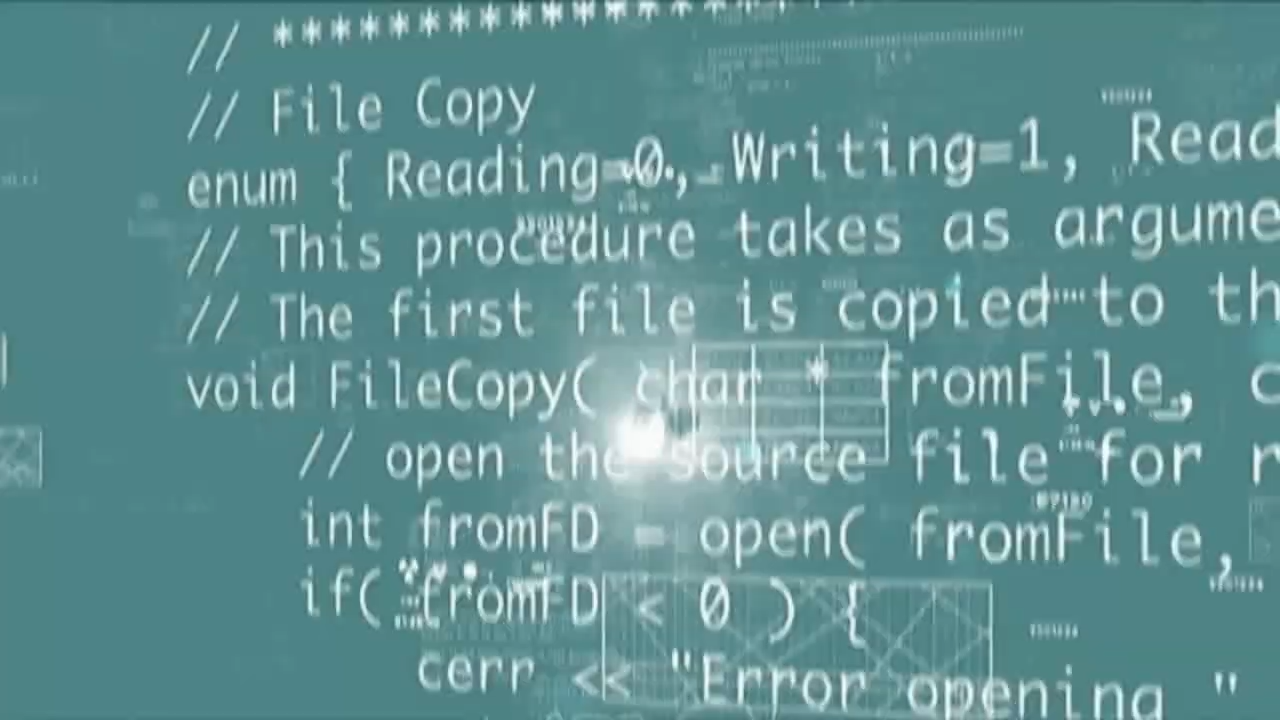 // ******************
// File Copy
enum { Reading=0, Writing=1, Read
// This procedure takes as argume
// The first file is copied to th
void FileCopy( char * fromFile, c
// open the source file for r
int fromFD = open( fromFile,
if( fromFD < 0 ) {
cerr << "Error opening "